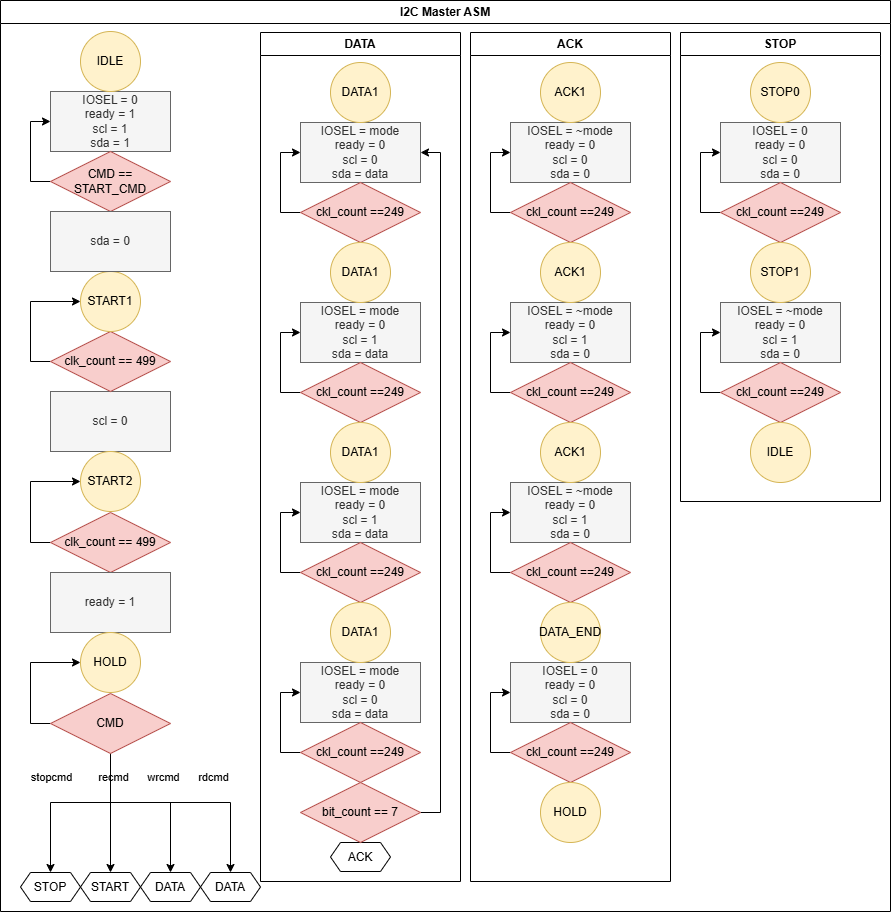 I2C Master ASM
IDLE
IOSEL = 0
ready = 1
scl = 1
sda = 1
CMD ==
START_CMD
sda = 0
START1
clk_count == 499
scl = 0
START2
clk_count == 499
ready = 1
HOLD
CMD
stopcmd
recmd
wrcmd
rdcmd
STOP
START
DATA
DATA
DATA
DATA1
IOSEL = mode
ready = 0
scl = 0
sda = data
ckl_count ==249
DATA1
IOSEL = mode
ready = 0
scl = 1
sda = data
ckl_count ==249
DATA1
IOSEL = mode
ready = 0
scl = 1
sda = data
ckl_count ==249
DATA1
IOSEL = mode
ready = 0
scl = 0
sda = data
ckl_count ==249
bit_count == 7
ACK
ACK
ACK1
IOSEL = ~mode
ready = 0
scl = 0
sda = 0
ckl_count ==249
ACK1
IOSEL = ~mode
ready = 0
scl = 1
sda = 0
ckl_count ==249
ACK1
IOSEL = ~mode
ready = 0
scl = 1
sda = 0
ckl_count ==249
DATA_END
IOSEL = 0
ready = 0
scl = 0
sda = 0
ckl_count ==249
HOLD
STOP
STOP0
IOSEL = 0
ready = 0
scl = 0
sda = 0
ckl_count ==249
STOP1
IOSEL = ~mode
ready = 0
scl = 1
sda = 0
ckl_count ==249
IDLE